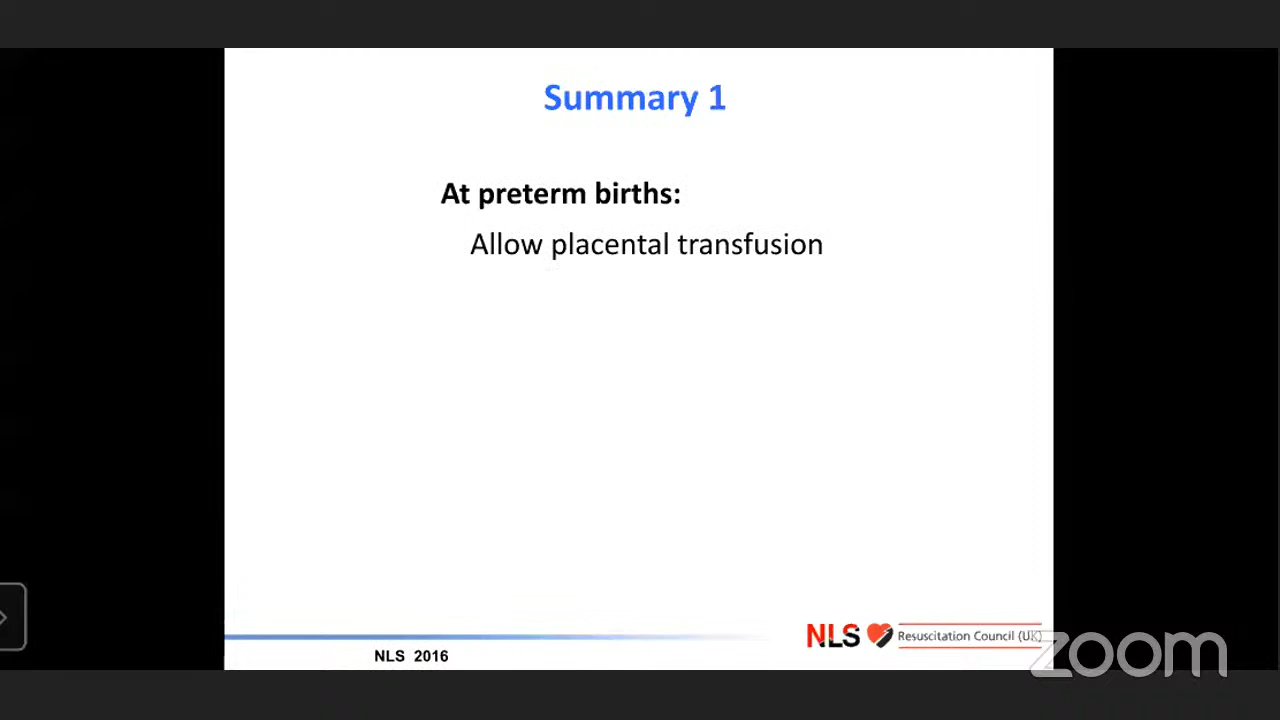 Summary 1
At preterm births:
Allow placental transfusion
NLS Resuscitation Council (UK)
NLS 2016
zoom